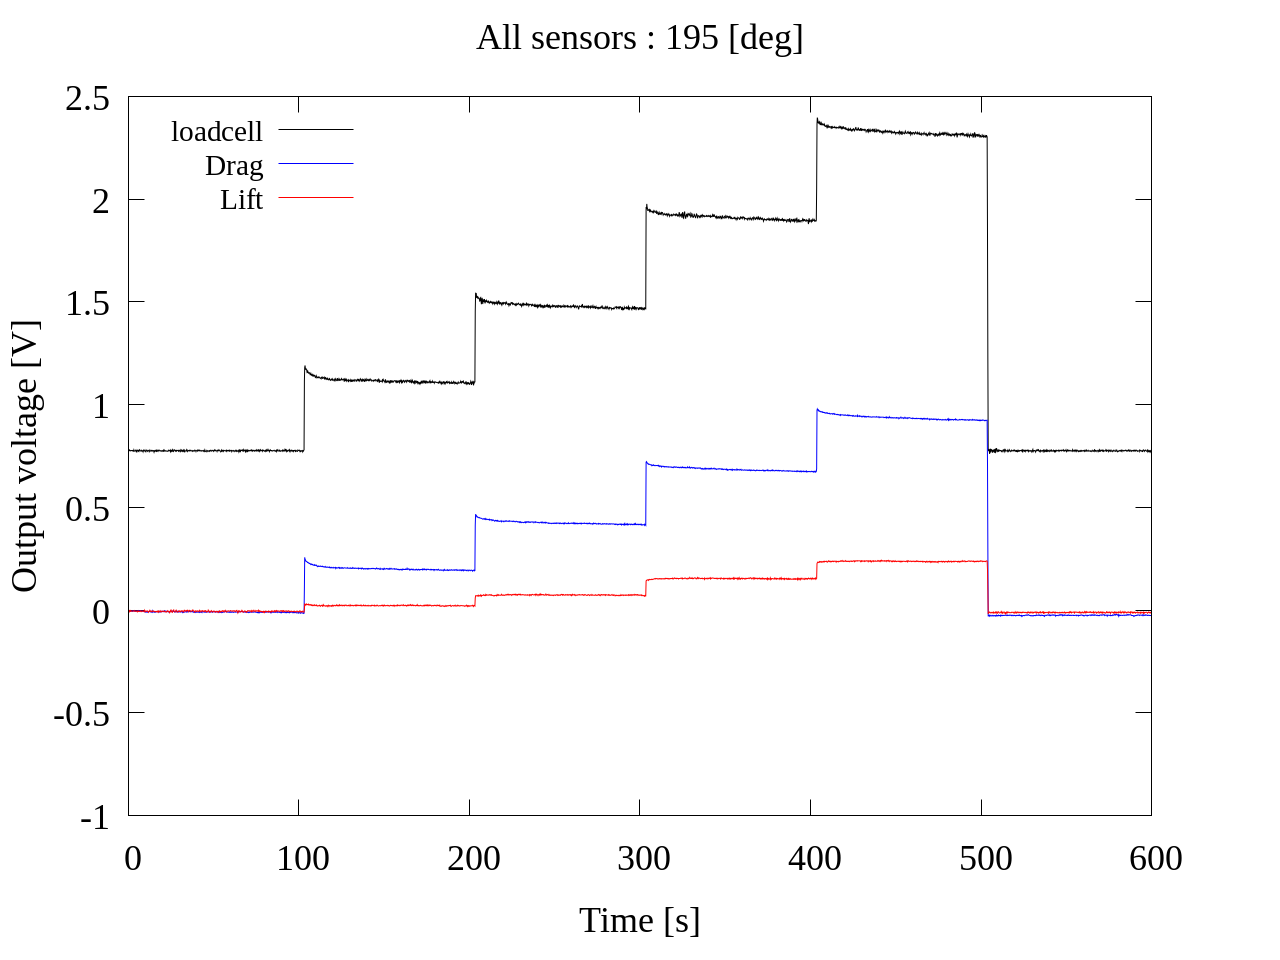 All sensors : 195 [deg]
2.5
2
1.5
1
0.5
0
-0.5
-1
loadcell
Drag
Lift
Output voltage [V]
0 100 200 300 400 500 600
Time [s]